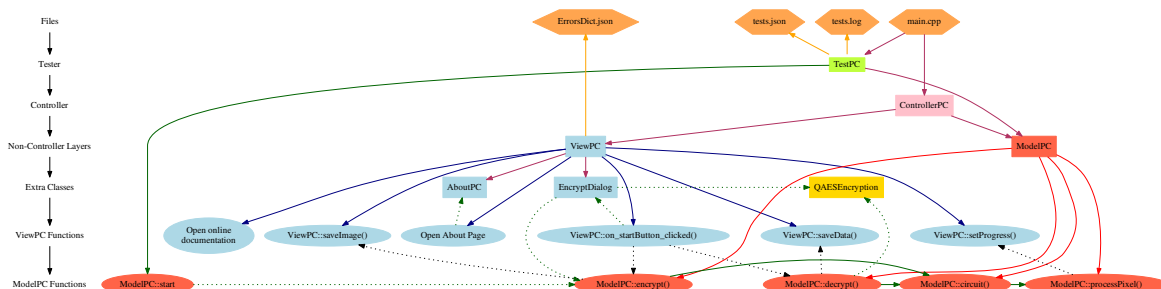 Files
ErrorsDict.json
tests.json
tests.log
main.cpp
Tester
TestPC
Controller
ControllerPC
Non-Controller Layers
ViewPC
ModelPC
Extra Classes
AboutPC
EncryptDialog
QAESEncryption
ViewPC Functions
Open online
documentation
ViewPC::saveImage()
Open About Page
ViewPC::on_startButton_clicked()
ViewPC::saveData()
ViewPC::setProgress()
ModelPC Functions
ModelPC::start
ModelPC::encrypt()
ModelPC::decrypt()
ModelPC::circuit()
ModelPC::processPixel()